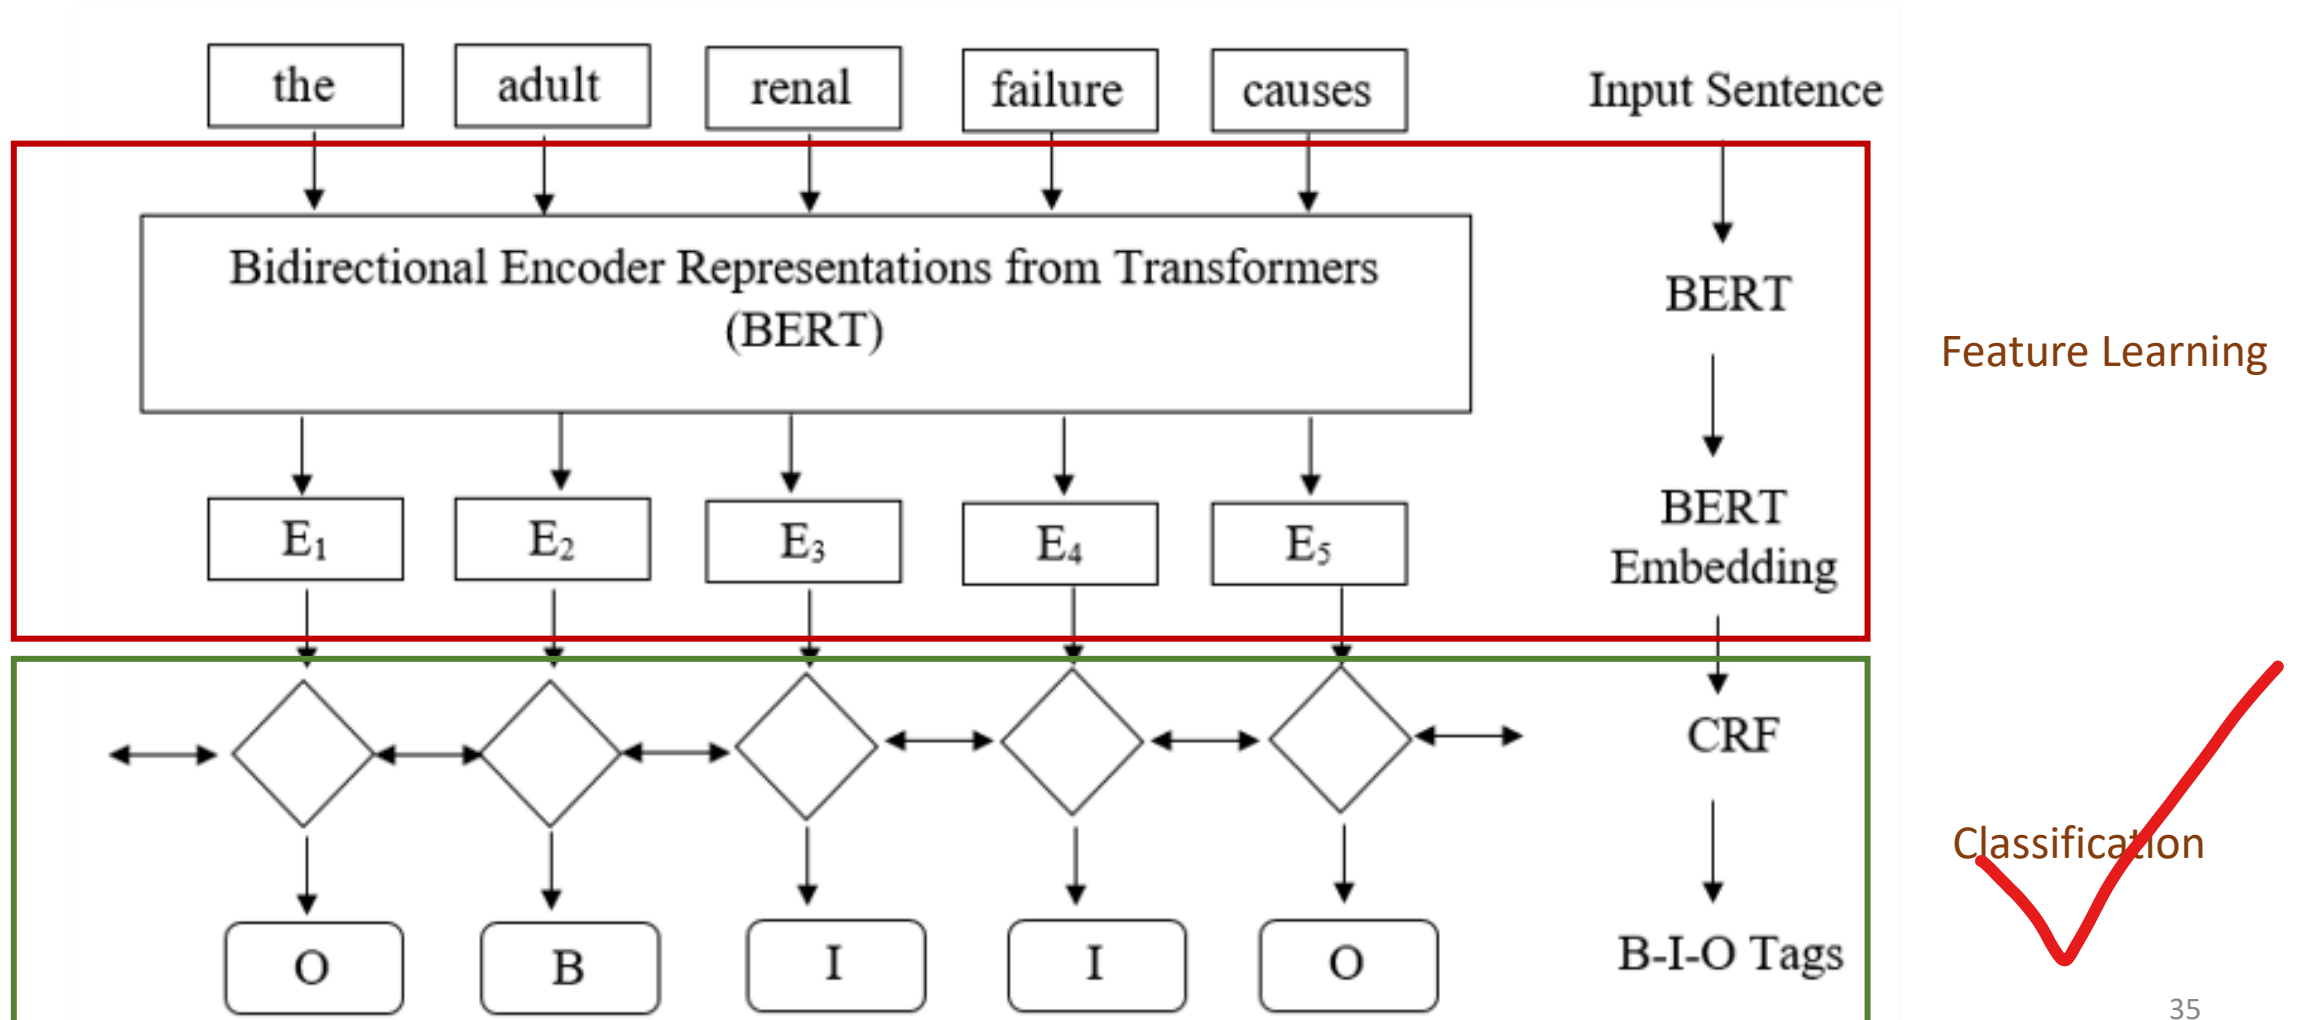 the adult renal failure causes Input Sentence
Bidirectional Encoder Representations from Transformers
(BERT)
BERT
Feature Learning
E₁ E₂ E₃ E₄ E₅
BERT
Embedding
CRF
Classification
O B I I O B-I-O Tags
35